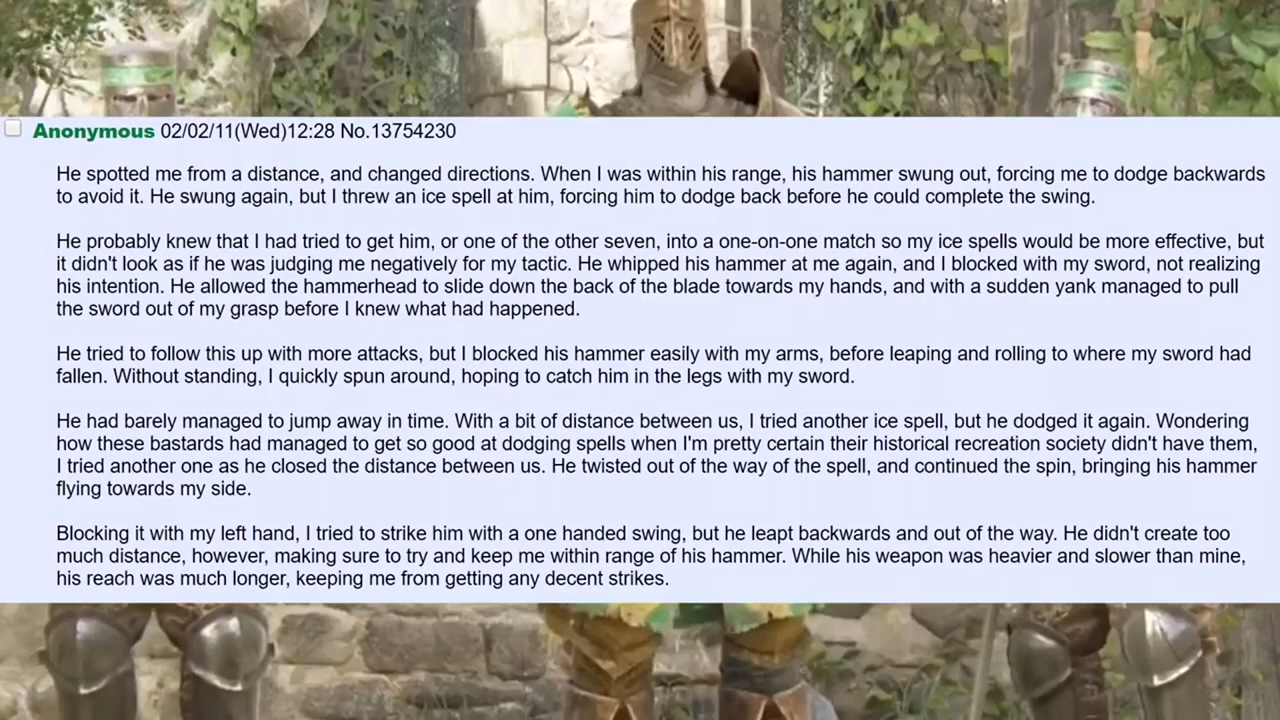 Anonymous 02/02/11(Wed)12:28 No.13754230
He spotted me from a distance, and changed directions. When I was within his range, his hammer swung out, forcing me to dodge backwards
to avoid it. He swung again, but I threw an ice spell at him, forcing him to dodge back before he could complete the swing.
He probably knew that I had tried to get him, or one of the other seven, into a one-on-one match so my ice spells would be more effective, but
it didn't look as if he was judging me negatively for my tactic. He whipped his hammer at me again, and I blocked with my sword, not realizing
his intention. He allowed the hammerhead to slide down the back of the blade towards my hands, and with a sudden yank managed to pull
the sword out of my grasp before I knew what had happened.
He tried to follow this up with more attacks, but I blocked his hammer easily with my arms, before leaping and rolling to where my sword had
fallen. Without standing, I quickly spun around, hoping to catch him in the legs with my sword.
He had barely managed to jump away in time. With a bit of distance between us, I tried another ice spell, but he dodged it again. Wondering
how these bastards had managed to get so good at dodging spells when I'm pretty certain their historical recreation society didn't have them,
I tried another one as he closed the distance between us. He twisted out of the way of the spell, and continued the spin, bringing his hammer
flying towards my side.
Blocking it with my left hand, I tried to strike him with a one handed swing, but he leapt backwards and out of the way. He didn't create too
much distance, however, making sure to try and keep me within range of his hammer. While his weapon was heavier and slower than mine,
his reach was much longer, keeping me from getting any decent strikes.